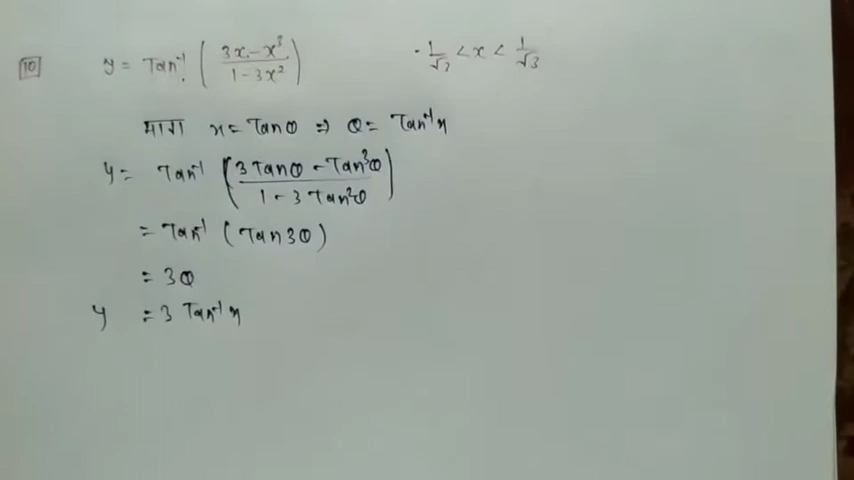 10 y = Tan⁻¹ ( (3x - x³) / (1 - 3x²) ) -1/√3 < x < 1/√3
माना x = Tanθ ⇒ θ = Tan⁻¹x
y = Tan⁻¹ ( (3 Tanθ - Tan³θ) / (1 - 3 Tan²θ) )
= Tan⁻¹ ( Tan3θ )
= 3θ
y = 3 Tan⁻¹x